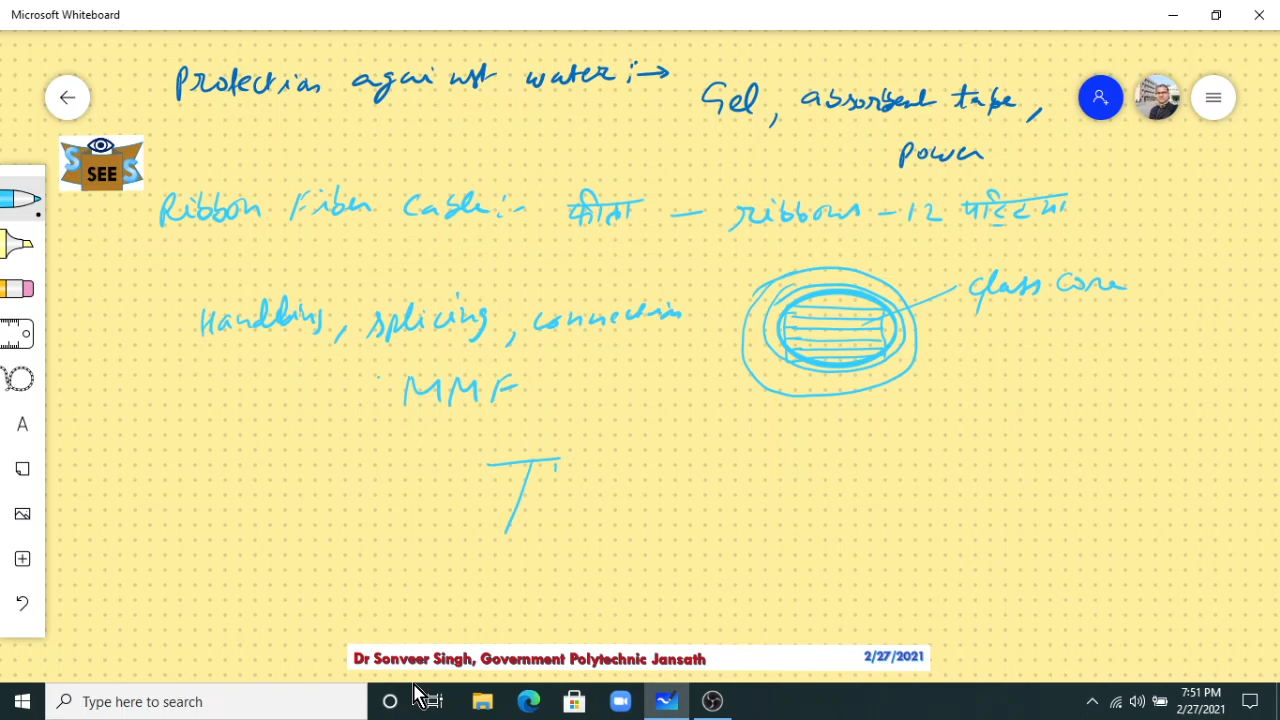 Microsoft Whiteboard
Protection against water :→
Gel, absorbent tape,
power
S SEE S
Ribbon Fiber Cable :- फीता — ribbons - 12 पट्टियां
Handling, splicing, connection
glass core
MMF
T
A
Dr Sonveer Singh, Government Polytechnic Jansath
2/27/2021
Type here to search
7:51 PM
2/27/2021